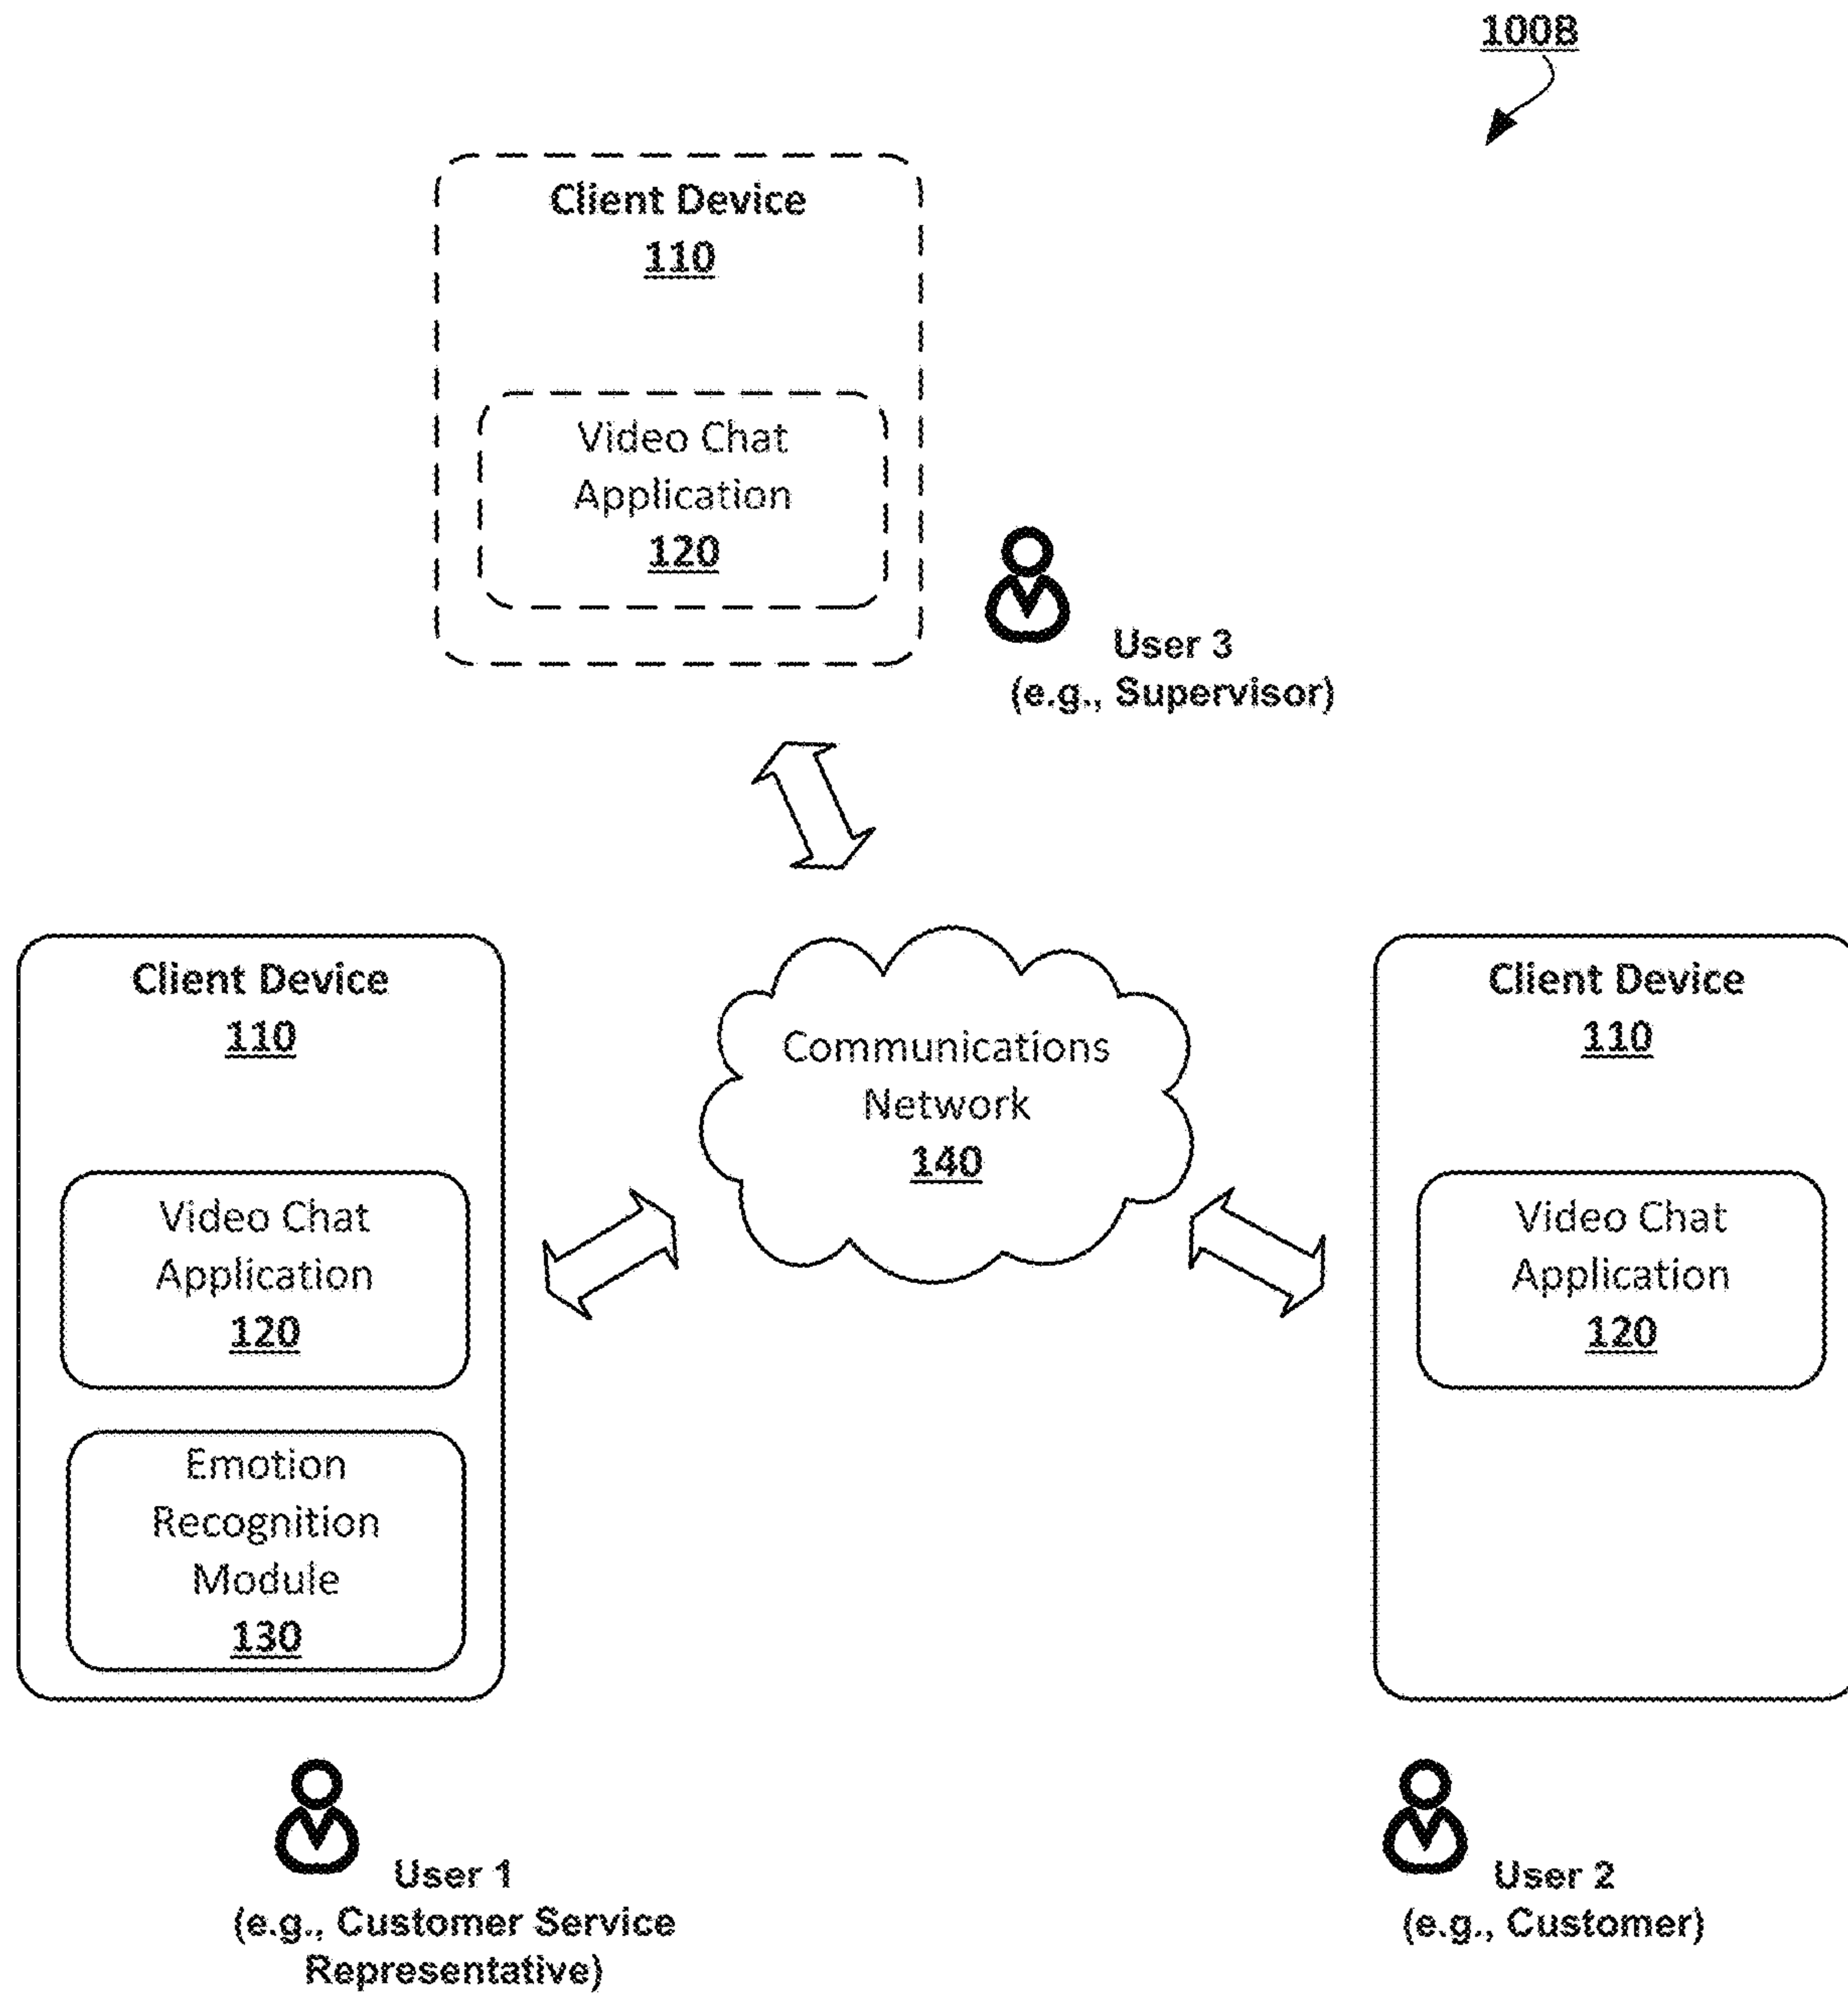 100B
Client Device
110
Video Chat
Application
120
User 3
(e.g., Supervisor)
Client Device
110
Video Chat
Application
120
Emotion
Recognition
Module
130
Communications
Network
140
Client Device
110
Video Chat
Application
120
User 1
(e.g., Customer Service
Representative)
User 2
(e.g., Customer)